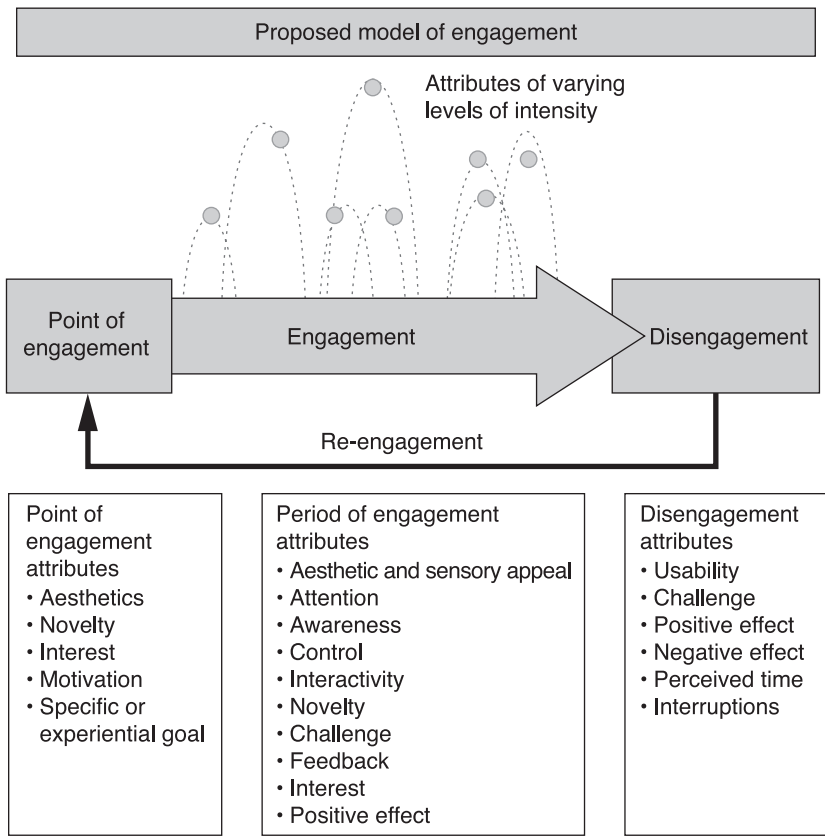 Proposed model of engagement
Attributes of varying
levels of intensity
Point of
engagement
Engagement
Disengagement
Re-engagement
Point of
engagement
attributes
• Aesthetics
• Novelty
• Interest
• Motivation
• Specific or
experiential goal
Period of engagement
attributes
• Aesthetic and sensory appeal
• Attention
• Awareness
• Control
• Interactivity
• Novelty
• Challenge
• Feedback
• Interest
• Positive effect
Disengagement
attributes
• Usability
• Challenge
• Positive effect
• Negative effect
• Perceived time
• Interruptions